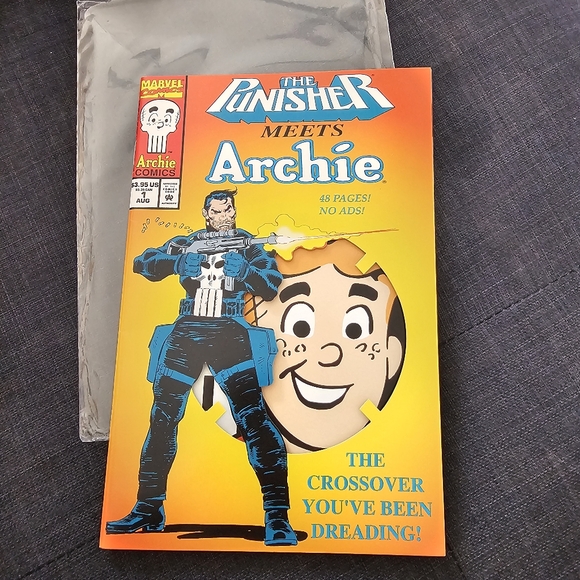 MARVEL
COMICS
Archie
COMICS
$3.95 US
1
AUG
THE
PUNISHER
MEETS
Archie
48 PAGES!
NO ADS!
THE
CROSSOVER
YOU'VE BEEN
DREADING!